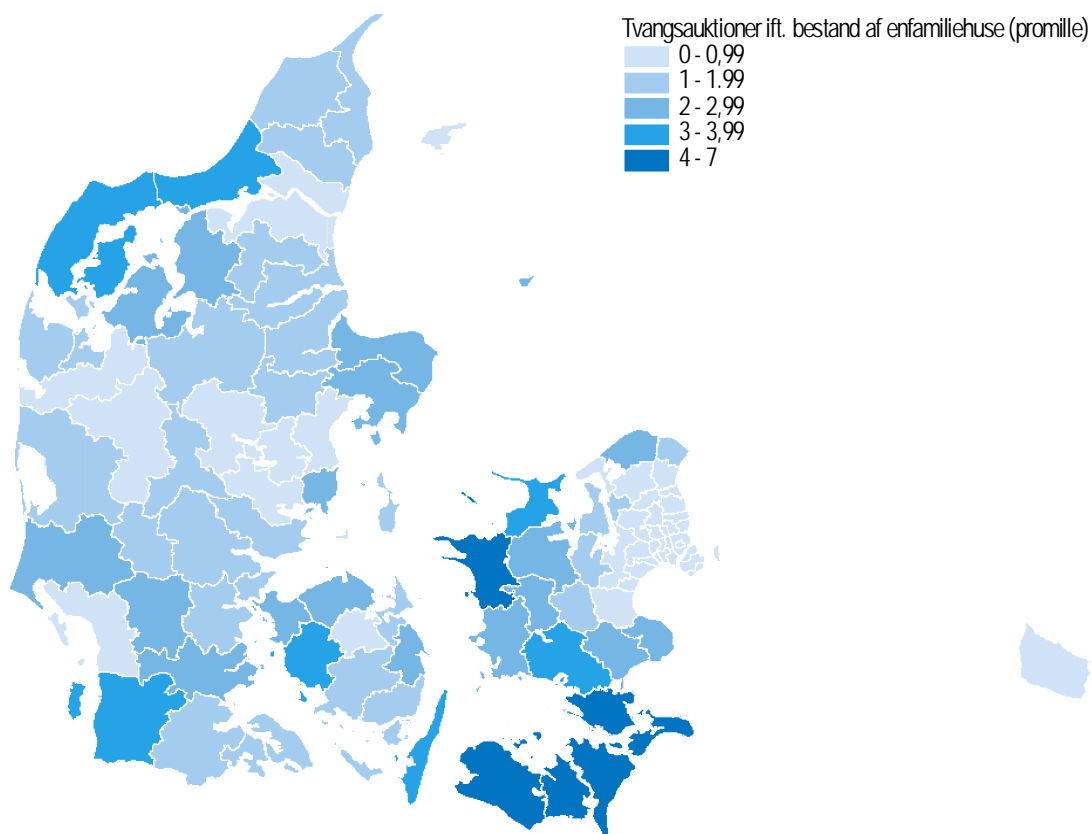 Tvangsauktioner ift. bestand af enfamiliehuse (promille)
0 - 0,99
1 - 1.99
2 - 2,99
3 - 3,99
4 - 7